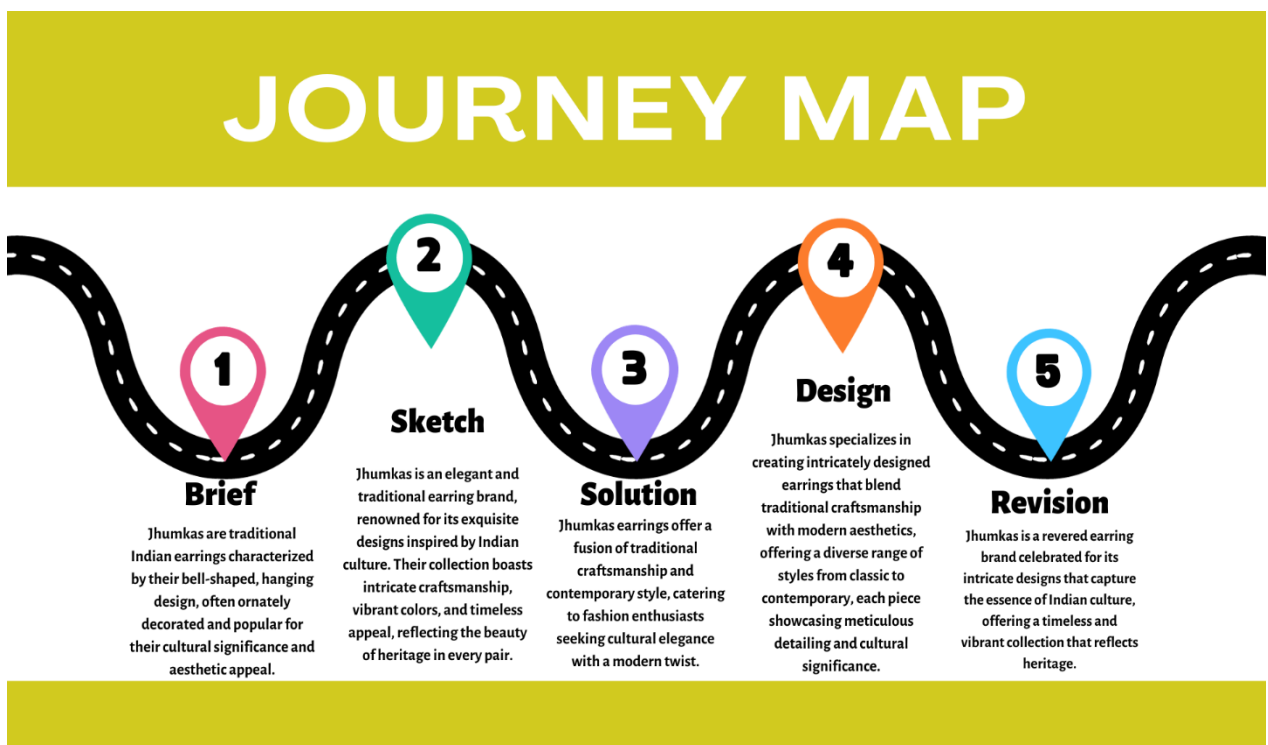 JOURNEY MAP
1
Brief
Jhumkas are traditional
Indian earrings characterized
by their bell-shaped, hanging
design, often ornately
decorated and popular for
their cultural significance and
aesthetic appeal.
2
Sketch
Jhumkas is an elegant and
traditional earring brand,
renowned for its exquisite
designs inspired by Indian
culture. Their collection boasts
intricate craftsmanship,
vibrant colors, and timeless
appeal, reflecting the beauty
of heritage in every pair.
3
Solution
Jhumkas earrings offer a
fusion of traditional
craftsmanship and
contemporary style, catering
to fashion enthusiasts
seeking cultural elegance
with a modern twist.
4
Design
Jhumkas specializes in
creating intricately designed
earrings that blend
traditional craftsmanship
with modern aesthetics,
offering a diverse range of
styles from classic to
contemporary, each piece
showcasing meticulous
detailing and cultural
significance.
5
Revision
Jhumkas is a revered earring
brand celebrated for its
intricate designs that capture
the essence of Indian culture,
offering a timeless and
vibrant collection that reflects
heritage.